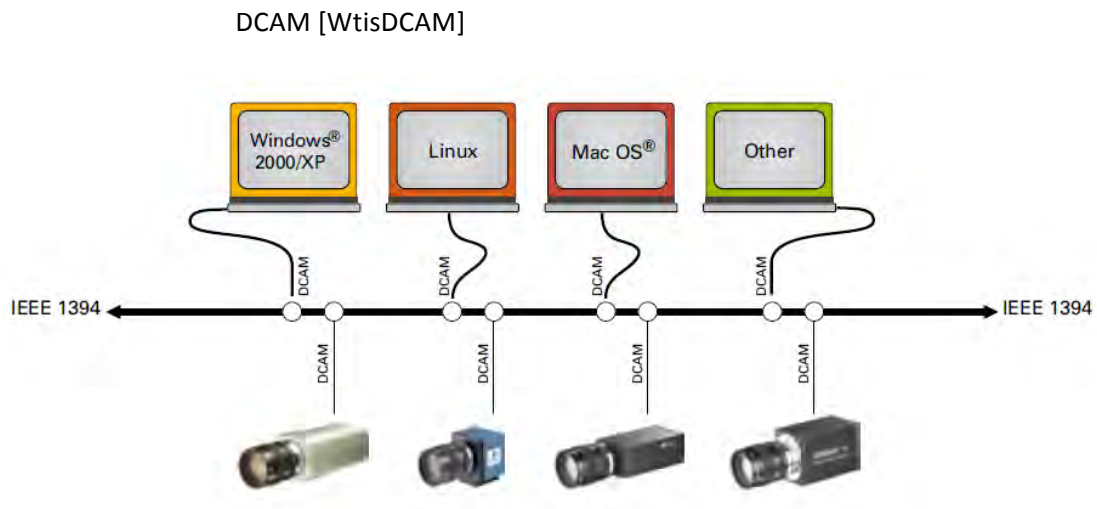 DCAM [WtisDCAM]
Windows®
2000/XP
Linux
Mac OS®
Other
DCAM
DCAM
DCAM
DCAM
IEEE 1394
IEEE 1394
DCAM
DCAM
DCAM
DCAM